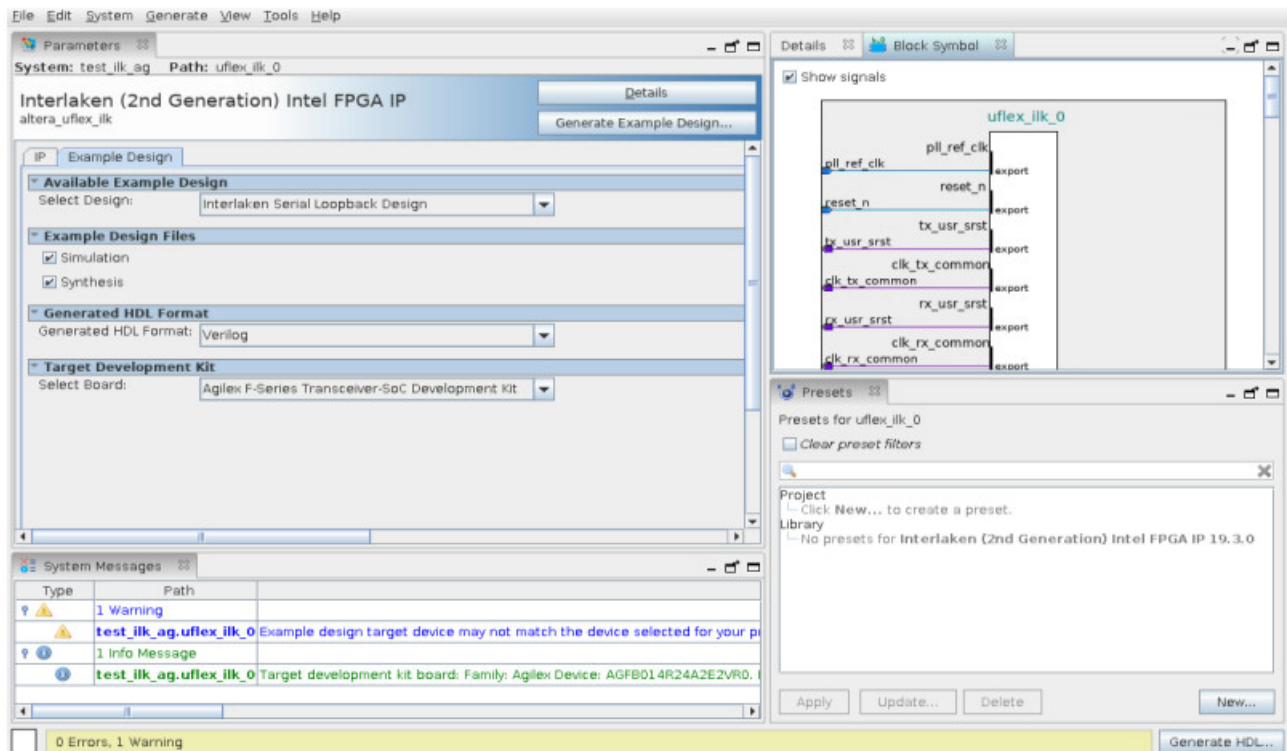 File Edit System Generate View Tools Help
Parameters
System: test_ilk_ag Path: uflex_ilk_0
Interlaken (2nd Generation) Intel FPGA IP
altera_uflex_ilk
Details
Generate Example Design...
IP Example Design
Available Example Design
Select Design: Interlaken Serial Loopback Design
Example Design Files
Simulation
Synthesis
Generated HDL Format
Generated HDL Format: Verilog
Target Development Kit
Select Board: Agilex F-Series Transceiver-SoC Development Kit
System Messages
Type Path
1 Warning
test_ilk_ag.uflex_ilk_0 Example design target device may not match the device selected for your
1 Info Message
test_ilk_ag.uflex_ilk_0 Target development kit board: Family: Agilex Device: AGFB014R24A2E2VR0.
0 Errors, 1 Warning
Details Block Symbol
Show signals
uflex_ilk_0
pll_ref_clk
pll_ref_clk
export
reset_n
reset_n
export
tx_usr_srst
tx_usr_srst
export
clk_tx_common
clk_tx_common
export
rx_usr_srst
rx_usr_srst
export
clk_rx_common
clk_rx_common
export
Presets
Presets for uflex_ilk_0
Clear preset filters
Project
Click New... to create a preset.
Library
No presets for Interlaken (2nd Generation) Intel FPGA IP 19.3.0
Apply Update... Delete New...
Generate HDL...